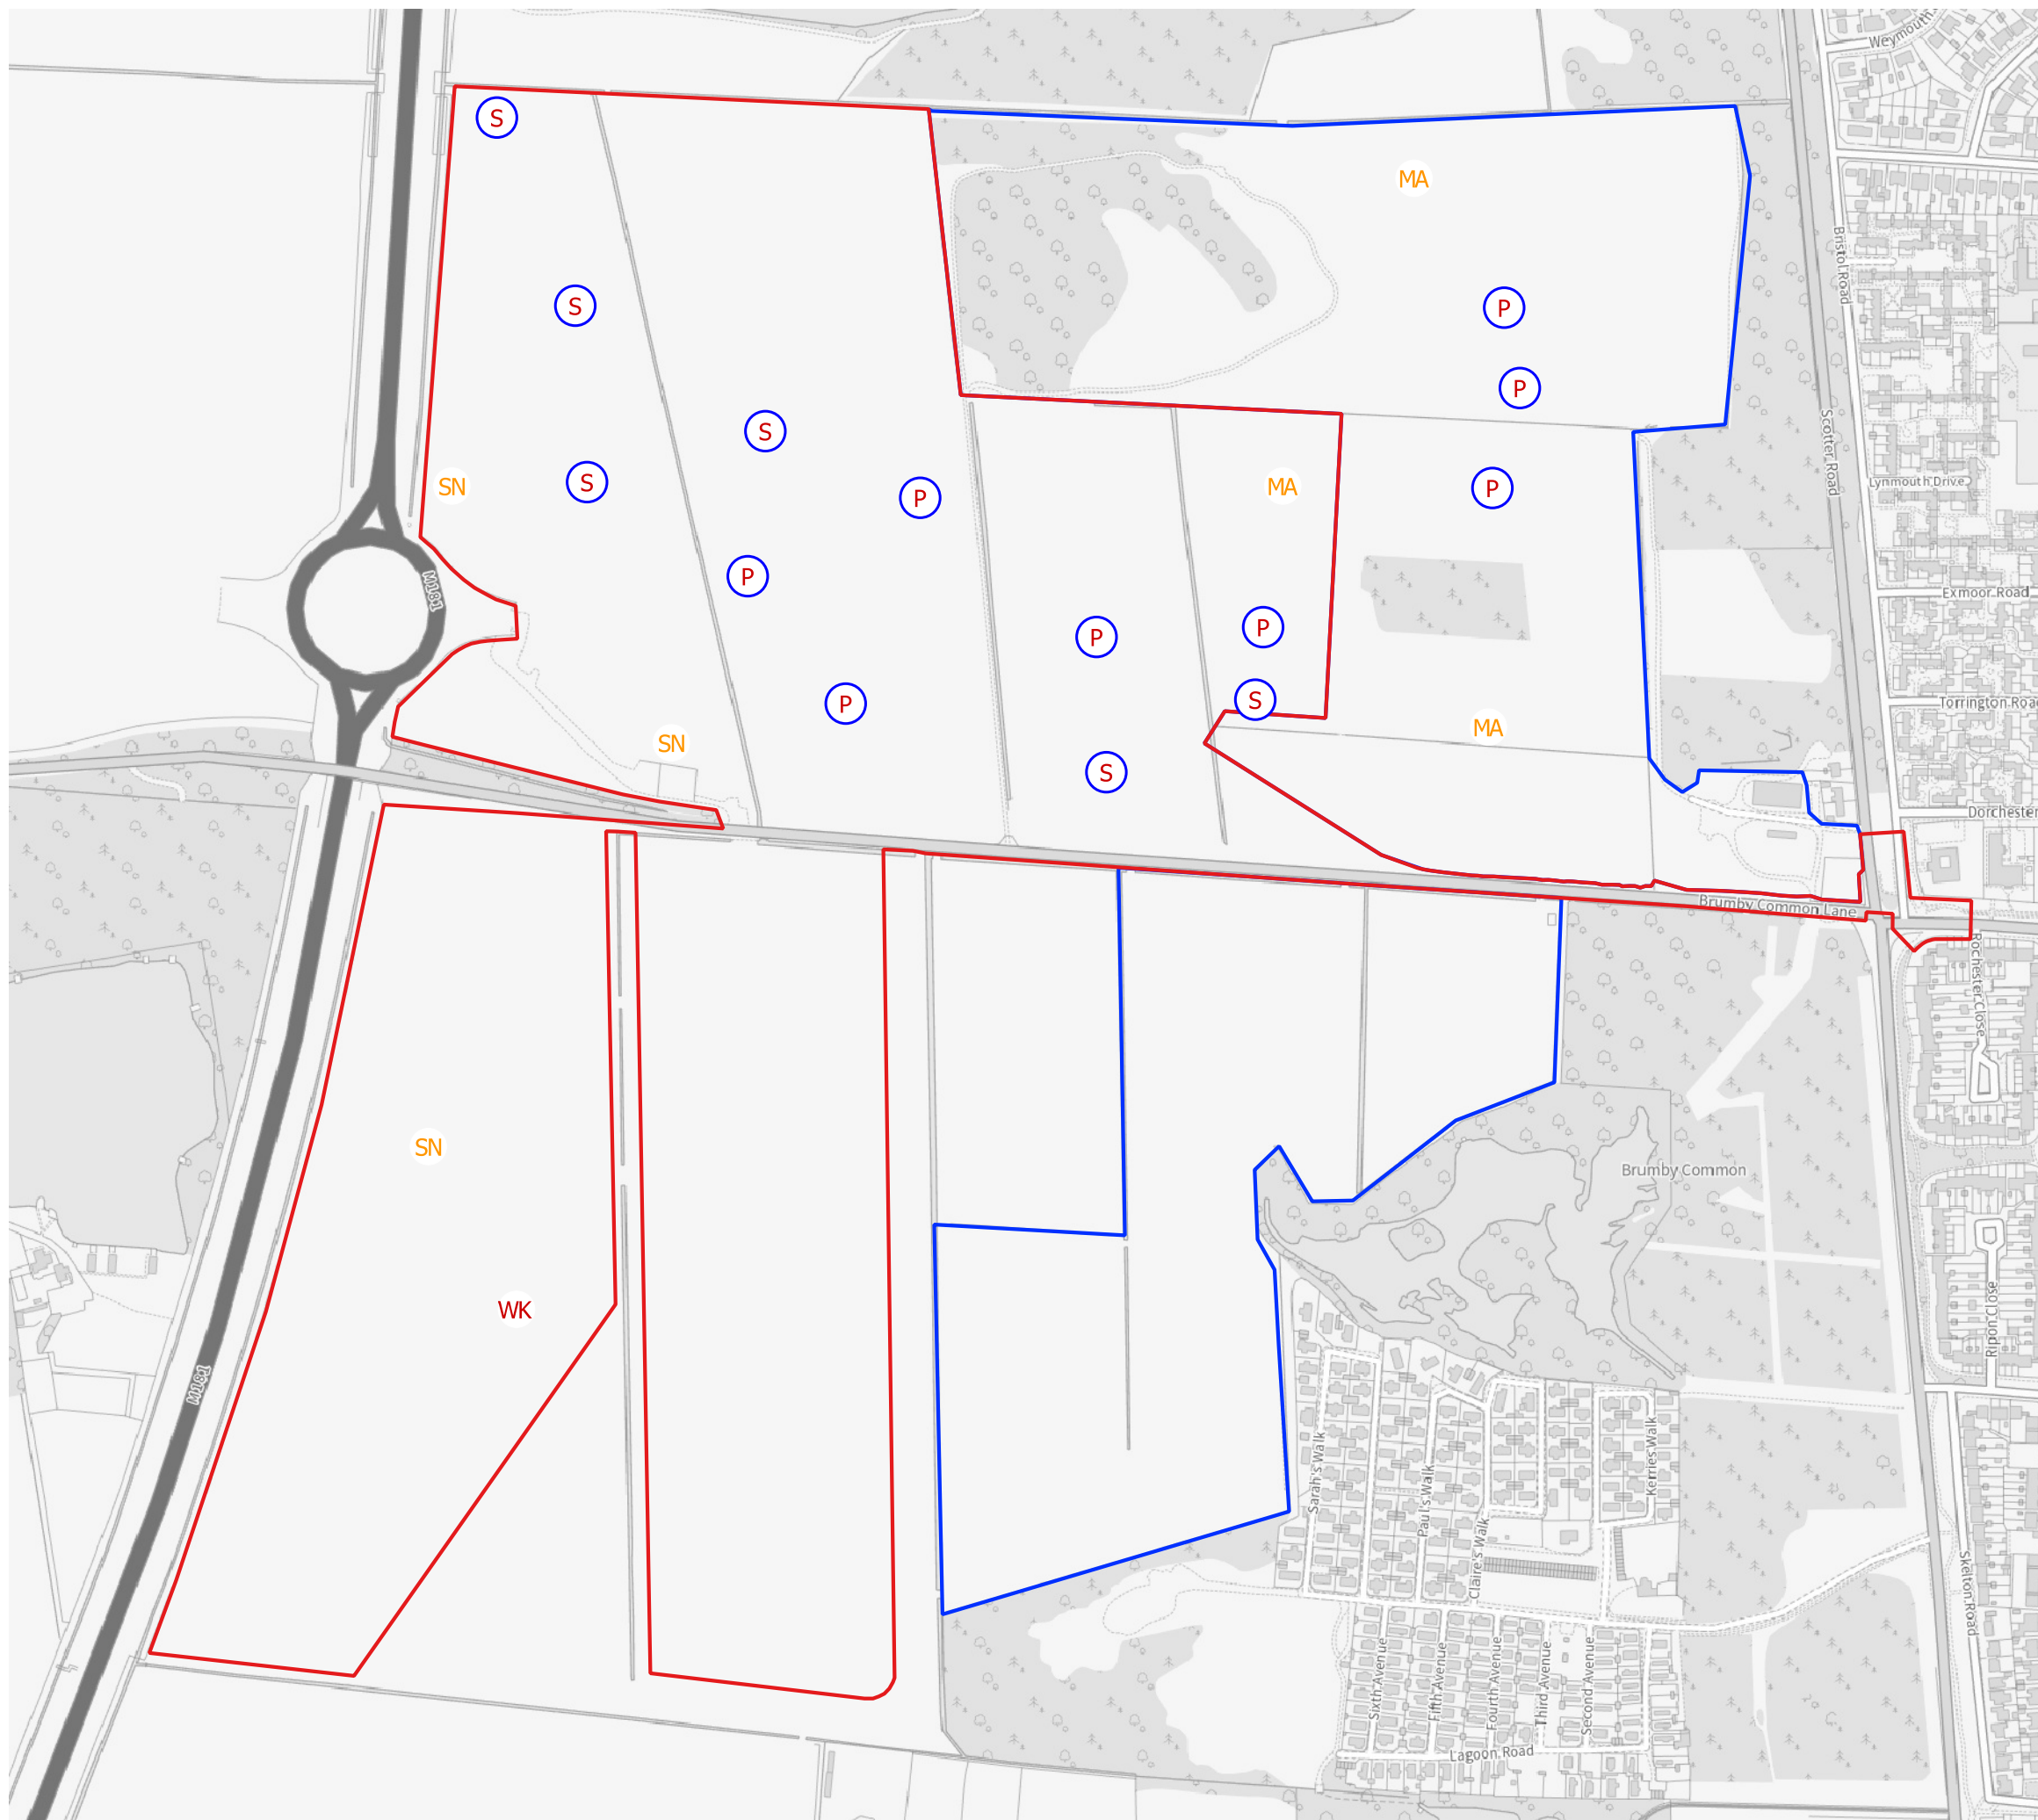 Weymouth
S
MA
Bristol Road
S
P
P
Scotter Road
S
SN
S
P
MA
P
Lynmouth Drive
P
M181
Exmoor Road
P
P
S
P
Torrington Road
SN
MA
S
Dorchester
Brumby Common Lane
Rochester Close
SN
Brumby Common
WK
Ripon Close
M181
Sarah's Walk
Paul's Walk
Kerrie's Walk
Claire's Walk
Skelton Road
Sixth Avenue
Fifth Avenue
Fourth Avenue
Third Avenue
Second Avenue
Lagoon Road